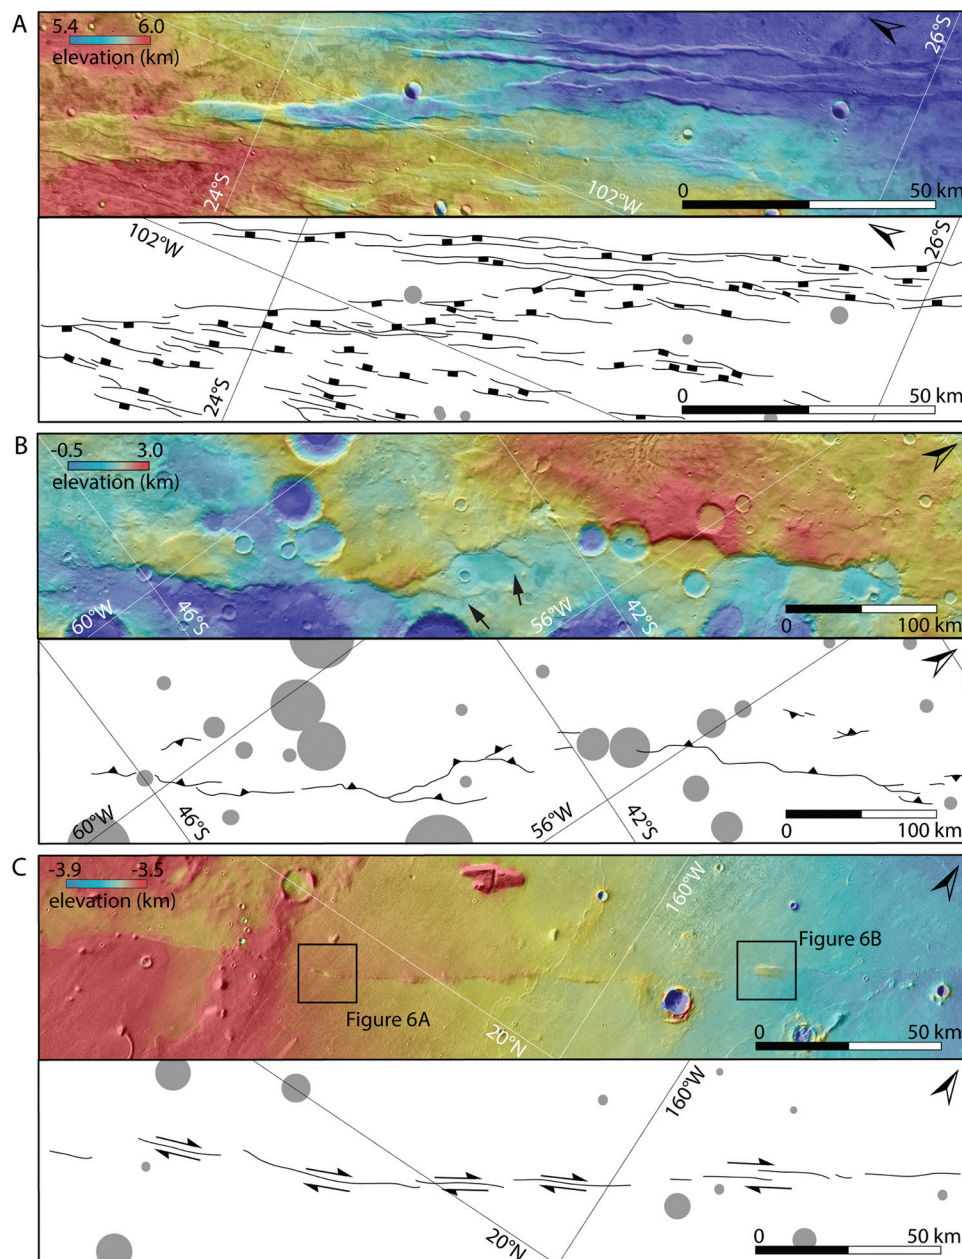 A
5.4 6.0
elevation (km)
26°S
24°S
102°W
0 50 km
102°W
26°S
24°S
0 50 km
B
-0.5 3.0
elevation (km)
60°W
46°S
56°W
42°S
0 100 km
60°W
46°S
56°W
42°S
0 100 km
C
-3.9 -3.5
elevation (km)
160°W
Figure 6B
Figure 6A
20°N
0 50 km
160°W
20°N
0 50 km